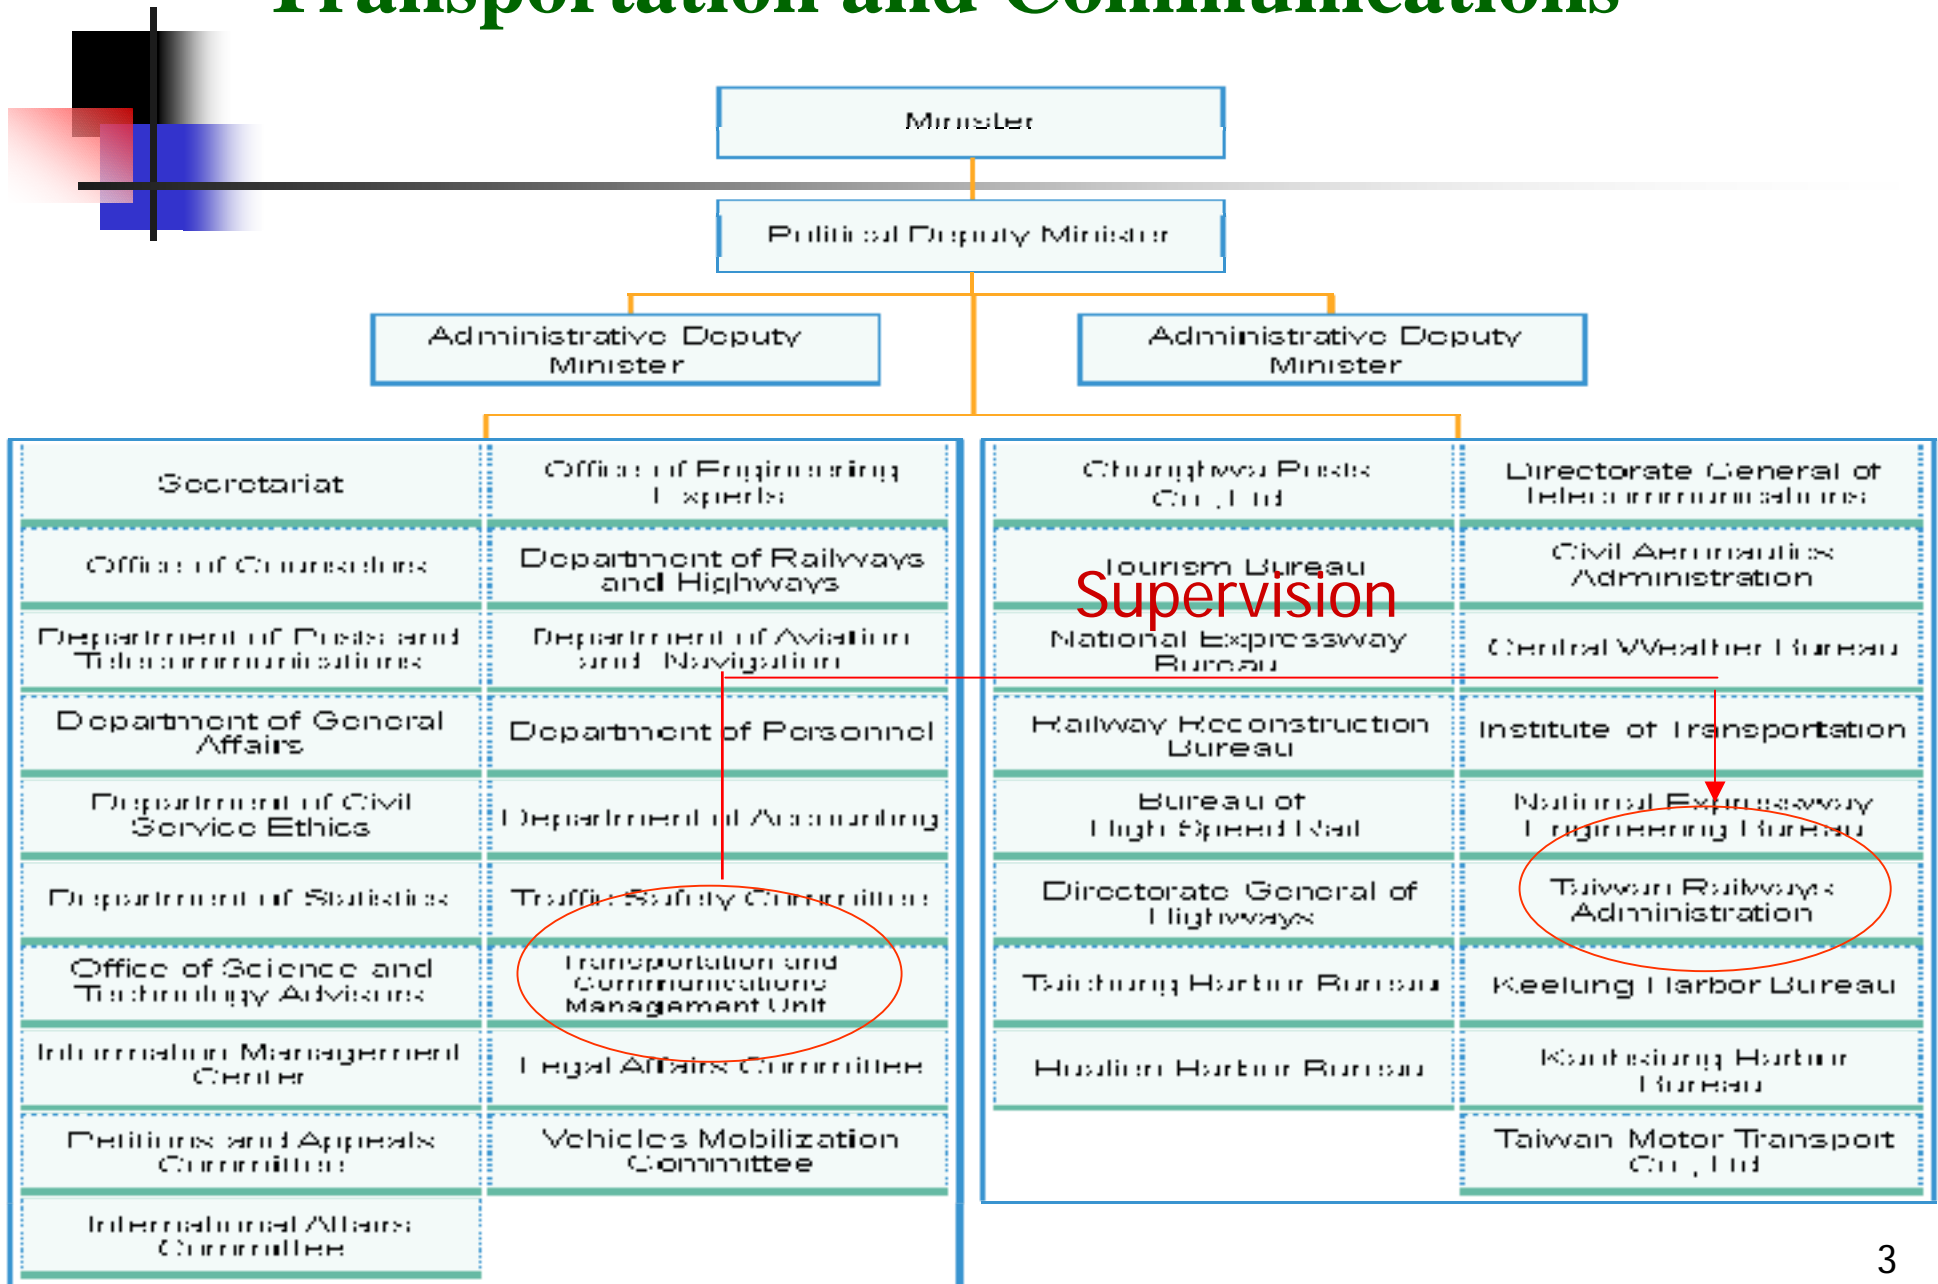 Transportation and Communications
Minister
Political Deputy Minister
Administrative Deputy
Minister
Administrative Deputy
Minister
Secretariat
Office of Engineering
Experts
Office of Counselors
Department of Railways
and Highways
Department of Posts and
Telecommunications
Department of Aviation
and Navigation
Department of General
Affairs
Department of Personnel
Department of Civil
Service Ethics
Department of Accounting
Department of Statistics
Traffic Safety Committee
Office of Science and
Technology Advisors
Transportation and
Communications
Management Unit
Information Management
Center
Legal Affairs Committee
Petitions and Appeals
Committee
Vehicles Mobilization
Committee
International Affairs
Committee
Chunghwa Posts
Co., Ltd
Directorate General of
Telecommunications
Tourism Bureau
Civil Aeronautics
Administration
Supervision
National Expressway
Bureau
Central Weather Bureau
Railway Reconstruction
Bureau
Institute of Transportation
Bureau of
High Speed Rail
National Expressway
Engineering Bureau
Directorate General of
Highways
Taiwan Railways
Administration
Taichung Harbor Bureau
Keelung Harbor Bureau
Hualien Harbor Bureau
Kaohsiung Harbor
Bureau
Taiwan Motor Transport
Co., Ltd
3